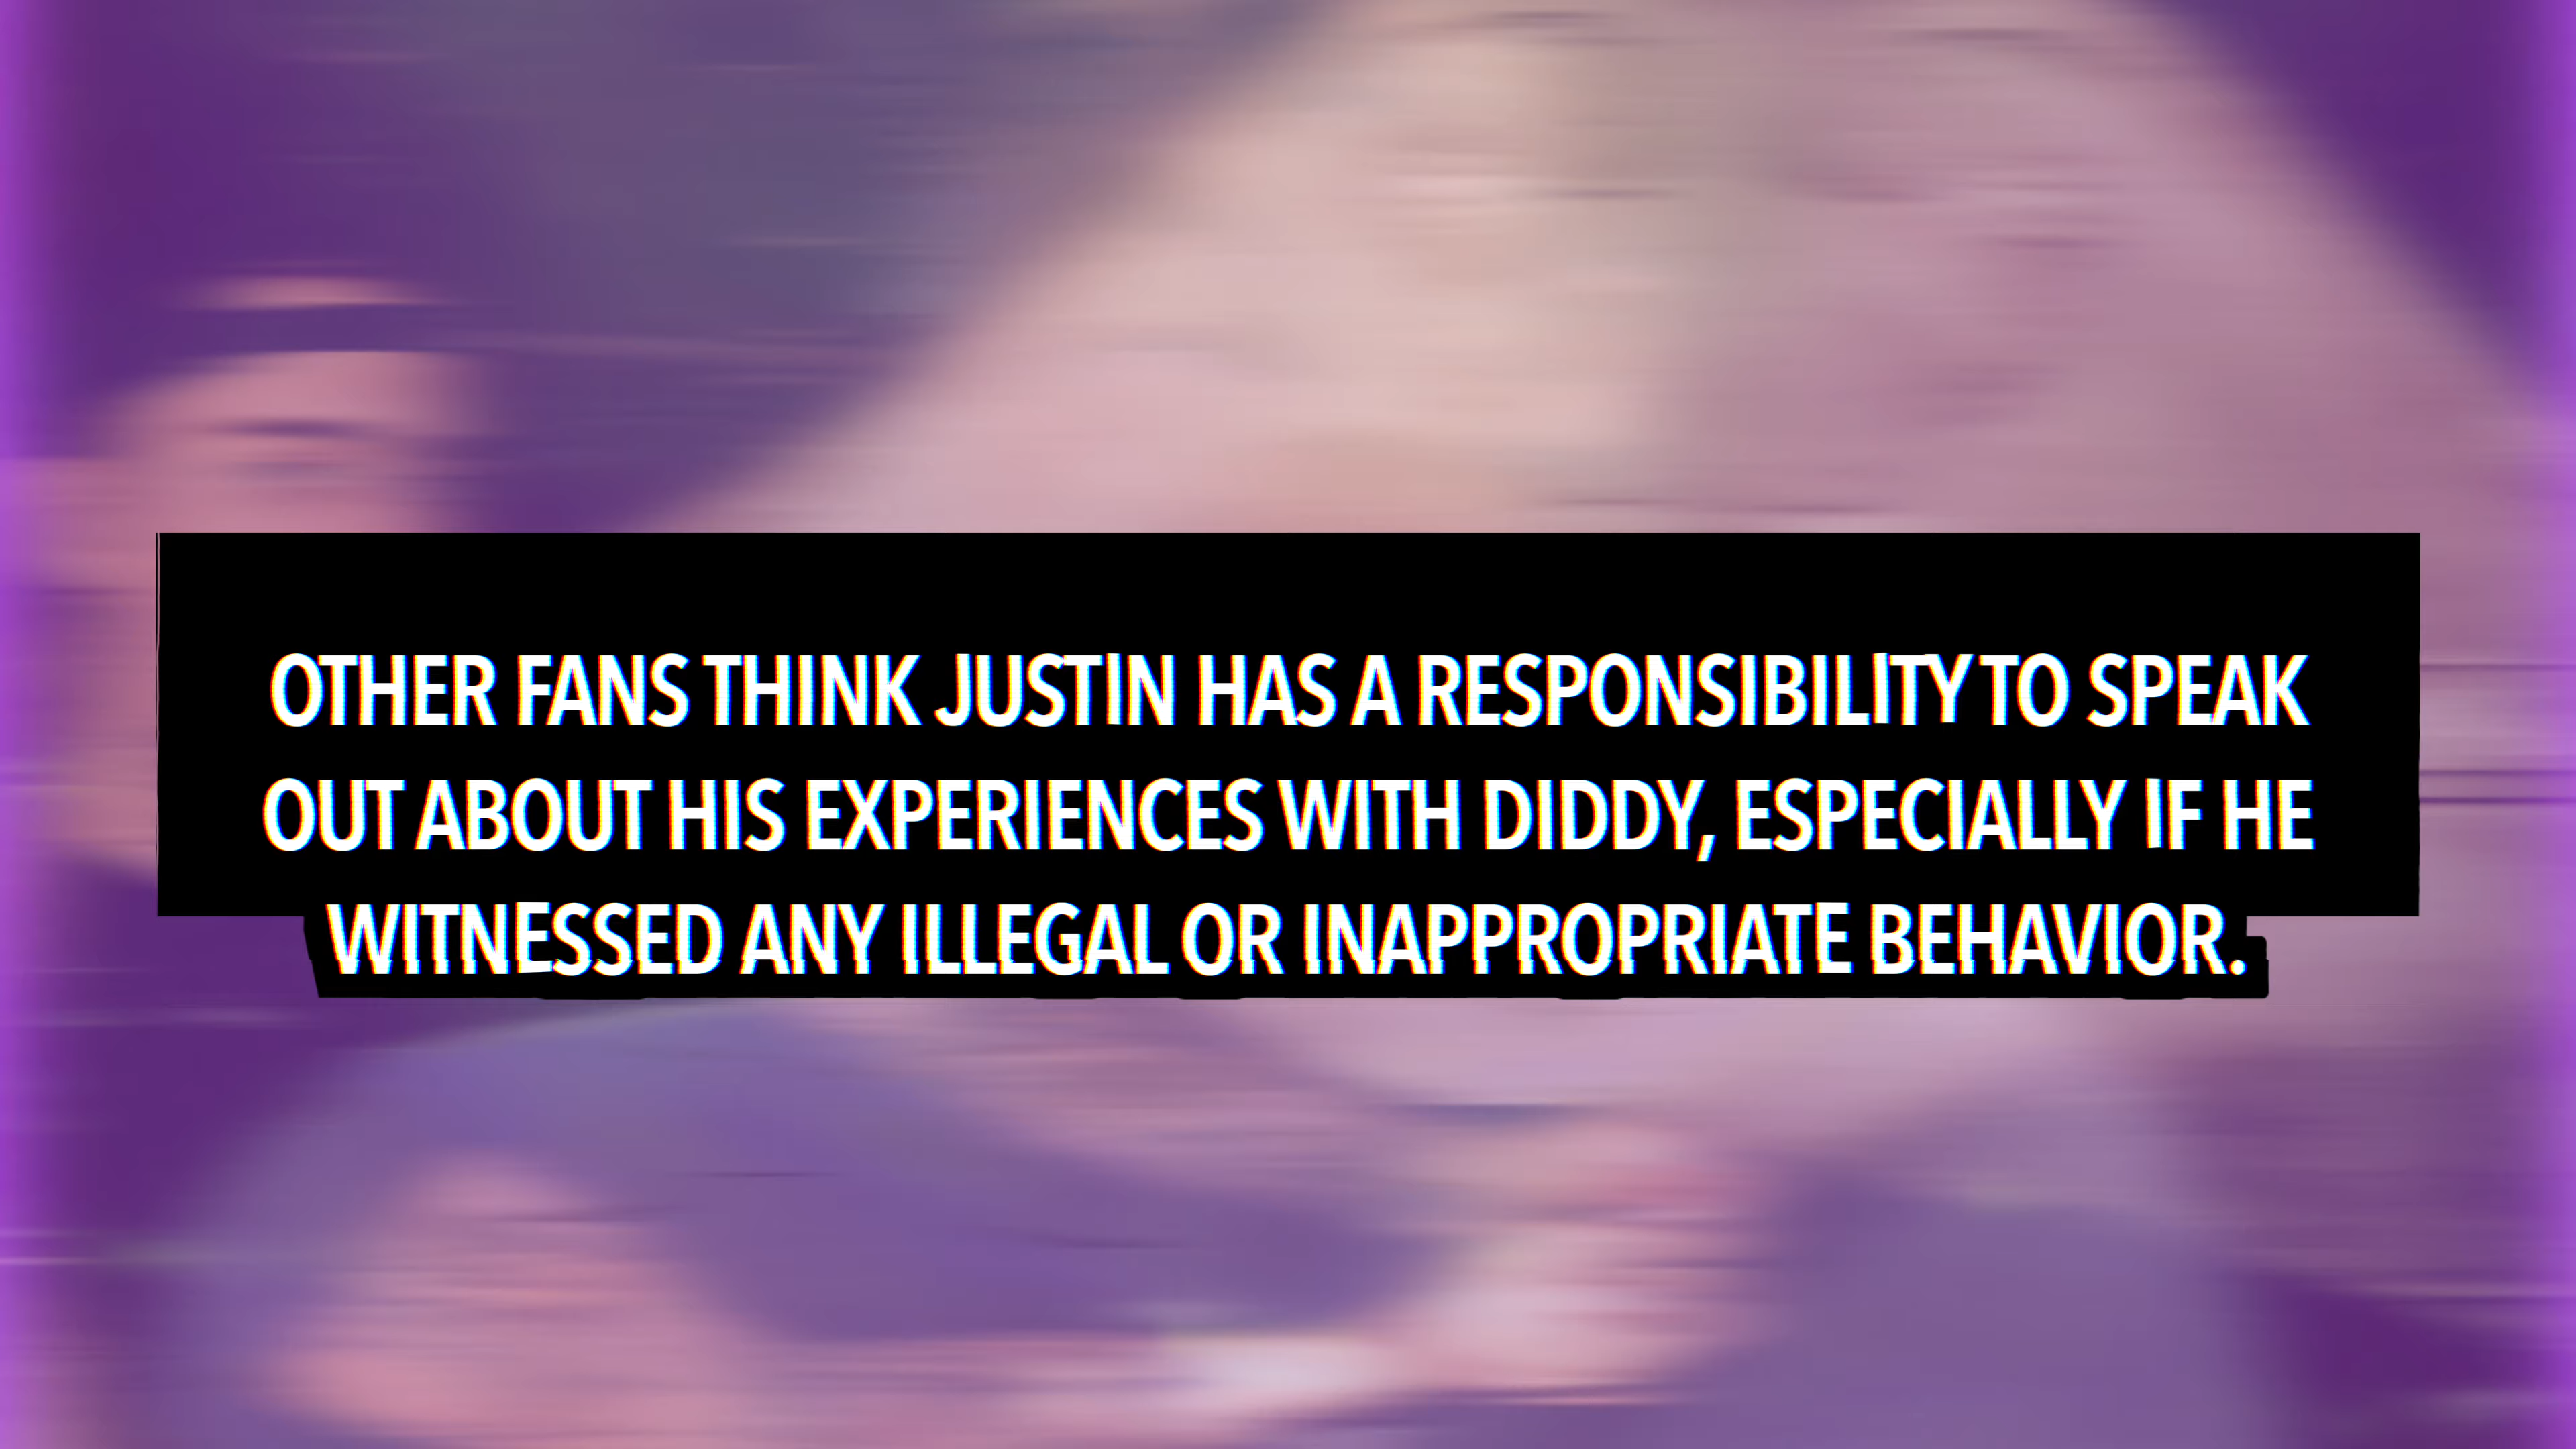 OTHER FANS THINK JUSTIN HAS A RESPONSIBILITY TO SPEAK
OUT ABOUT HIS EXPERIENCES WITH DIDDY, ESPECIALLY IF HE
WITNESSED ANY ILLEGAL OR INAPPROPRIATE BEHAVIOR.